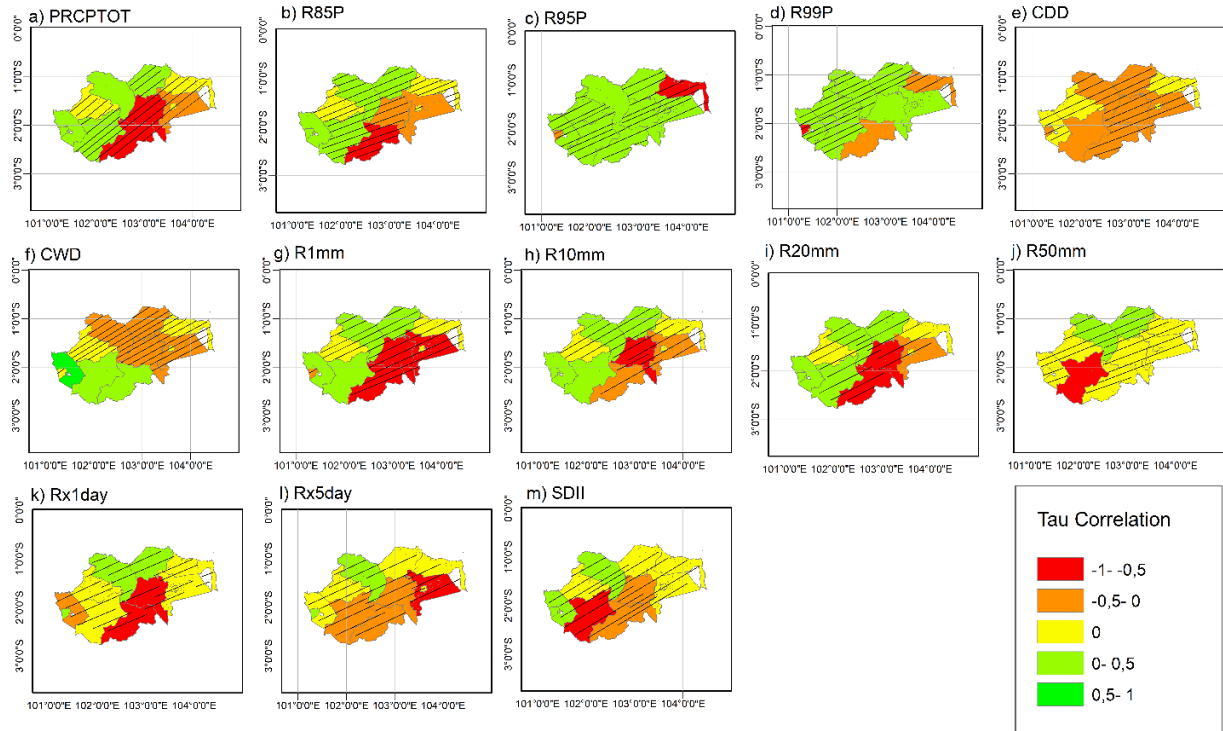 a) PRCPTOT
b) R85P
c) R95P
d) R99P
e) CDD
0°0'0"
1°0'0"S
2°0'0"S
3°0'0"S
0°0'0"
1°0'0"S
2°0'0"S
3°0'0"S
0°0'0"
1°0'0"S
2°0'0"S
3°0'0"S
0°0'0"
1°0'0"S
2°0'0"S
3°0'0"S
0°0'0"
1°0'0"S
2°0'0"S
3°0'0"S
101°0'0"E 102°0'0"E 103°0'0"E 104°0'0"E
101°0'0"E 102°0'0"E 103°0'0"E 104°0'0"E
101°0'0"E 102°0'0"E 103°0'0"E 104°0'0"E
101°0'0"E 102°0'0"E 103°0'0"E 104°0'0"E
101°0'0"E 102°0'0"E 103°0'0"E 104°0'0"E
f) CWD
g) R1mm
h) R10mm
i) R20mm
j) R50mm
0°0'0"
1°0'0"S
2°0'0"S
3°0'0"S
0°0'0"
1°0'0"S
2°0'0"S
3°0'0"S
0°0'0"
1°0'0"S
2°0'0"S
3°0'0"S
0°0'0"
1°0'0"S
2°0'0"S
3°0'0"S
0°0'0"
1°0'0"S
2°0'0"S
3°0'0"S
101°0'0"E 102°0'0"E 103°0'0"E 104°0'0"E
101°0'0"E 102°0'0"E 103°0'0"E 104°0'0"E
101°0'0"E 102°0'0"E 103°0'0"E 104°0'0"E
101°0'0"E 102°0'0"E 103°0'0"E 104°0'0"E
101°0'0"E 102°0'0"E 103°0'0"E 104°0'0"E
k) Rx1day
l) Rx5day
m) SDII
0°0'0"
1°0'0"S
2°0'0"S
3°0'0"S
0°0'0"
1°0'0"S
2°0'0"S
3°0'0"S
0°0'0"
1°0'0"S
2°0'0"S
3°0'0"S
101°0'0"E 102°0'0"E 103°0'0"E 104°0'0"E
101°0'0"E 102°0'0"E 103°0'0"E 104°0'0"E
101°0'0"E 102°0'0"E 103°0'0"E 104°0'0"E
Tau Correlation
-1- -0,5
-0,5- 0
0
0- 0,5
0,5- 1